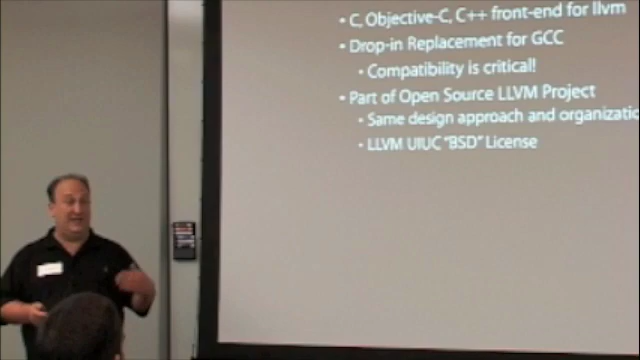 • C, Objective-C, C++ front-end for llvm
• Drop-in Replacement for GCC
• Compatibility is critical!
• Part of Open Source LLVM Project
• Same design approach and organizatio
• LLVM UIUC "BSD" License